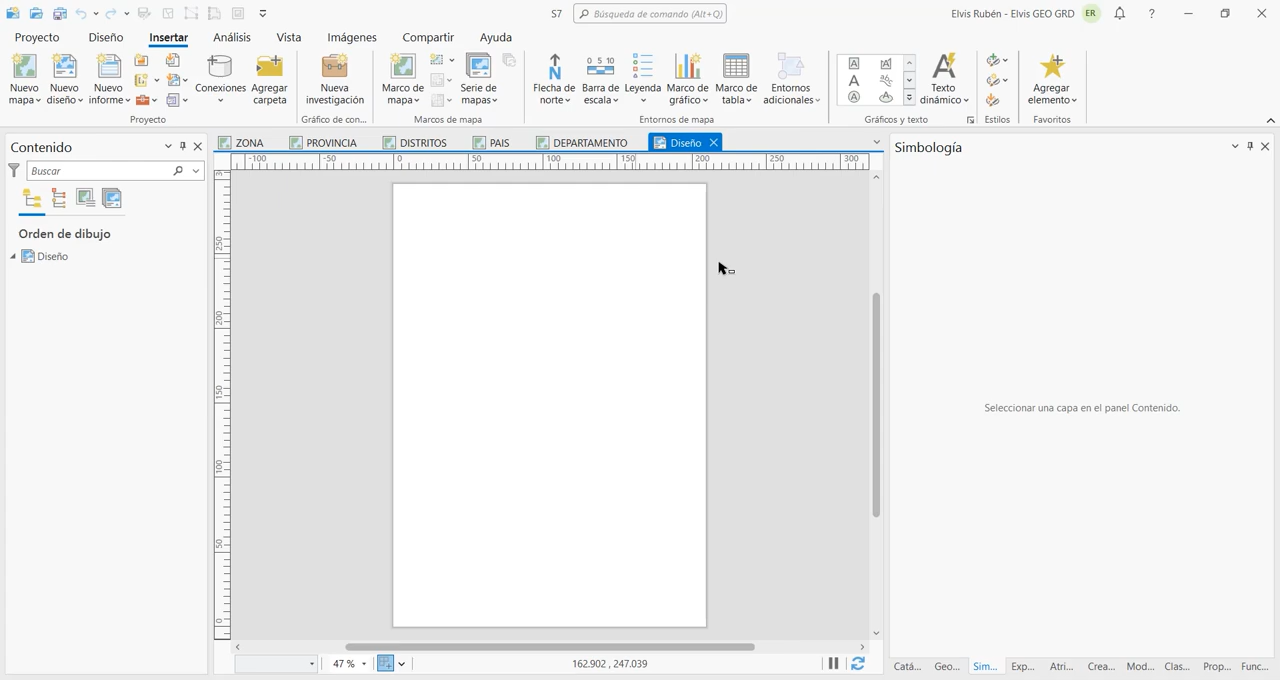 S7
Búsqueda de comando (Alt+Q)
Elvis Rubén - Elvis GEO GRD
ER
?
Proyecto
Diseño
Insertar
Análisis
Vista
Imágenes
Compartir
Ayuda
Nuevo mapa
Nuevo diseño
Nuevo informe
Conexiones
Agregar carpeta
Proyecto
Nueva investigación
Gráfico de con...
Marco de mapa
Serie de mapas
Marcos de mapa
N
Flecha de norte
0 5 10
Barra de escala
Leyenda
Marco de gráfico
Marco de tabla
Entornos adicionales
Entornos de mapa
Texto dinámico
Gráficos y texto
Estilos
Agregar elemento
Favoritos
Contenido
Buscar
Orden de dibujo
Diseño
ZONA
PROVINCIA
DISTRITOS
PAIS
DEPARTAMENTO
Diseño
-100 -50 0 50 100 150 200 250 300
250
200
150
100
50
0
47 %
162.902 , 247.039
Simbología
Seleccionar una capa en el panel Contenido.
Catá...
Geo...
Sim...
Exp...
Atri...
Crea...
Mod...
Clas...
Prop...
Func...